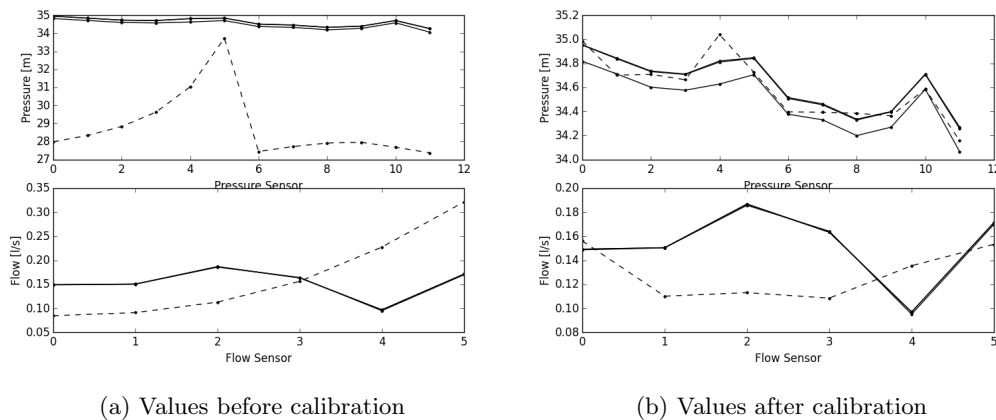 35
34
33
32
31
30
29
28
27
Pressure [m]
0 2 4 6 8 10 12
Pressure Sensor
0.35
0.30
0.25
0.20
0.15
0.10
0.05
Flow [l/s]
0 1 2 3 4 5
Flow Sensor
(a) Values before calibration
35.2
35.0
34.8
34.6
34.4
34.2
34.0
Pressure [m]
0 2 4 6 8 10 12
Pressure Sensor
0.20
0.18
0.16
0.14
0.12
0.10
0.08
Flow [l/s]
0 1 2 3 4 5
Flow Sensor
(b) Values after calibration